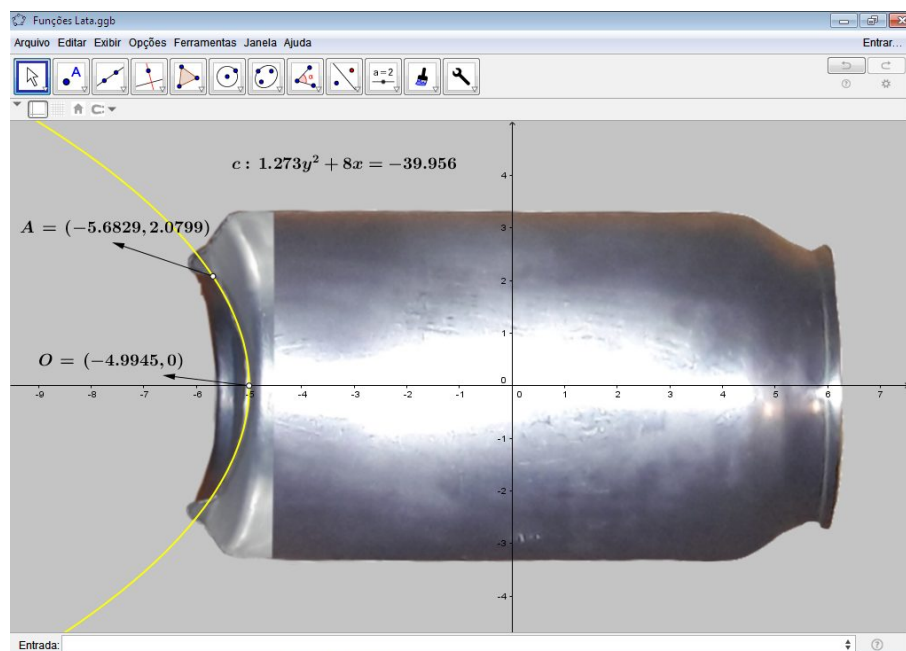 Funções Lata.ggb
Arquivo Editar Exibir Opções Ferramentas Janela Ajuda
Entrar...
A
α
a=2
c : 1.273y² + 8x = −39.956
A = (−5.6829, 2.0799)
O = (−4.9945, 0)
4
3
2
1
0
-9 -8 -7 -6 -5 -4 -3 -2 -1 0 1 2 3 4 5 6 7
-1
-2
-3
-4
Entrada: